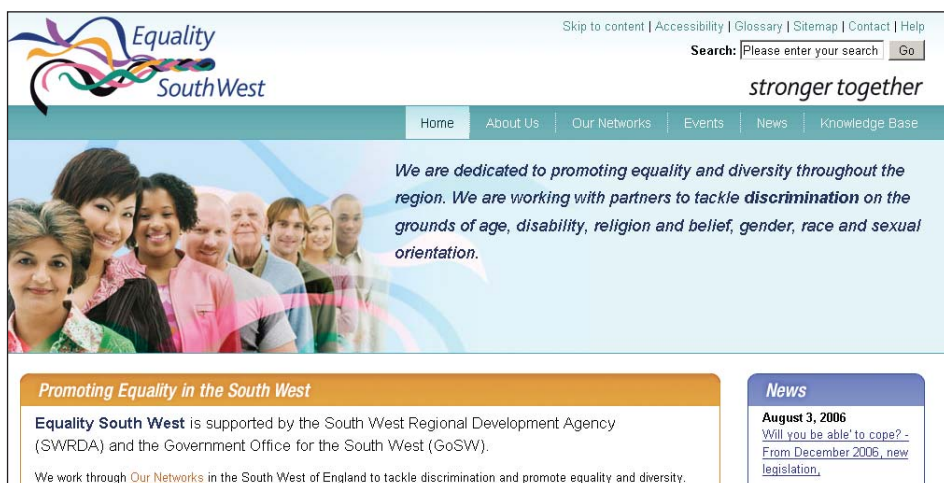 Equality
SouthWest
Skip to content | Accessibility | Glossary | Sitemap | Contact | Help
Search: Please enter your search Go
stronger together
Home About Us Our Networks Events News Knowledge Base
We are dedicated to promoting equality and diversity throughout the
region. We are working with partners to tackle discrimination on the
grounds of age, disability, religion and belief, gender, race and sexual
orientation.
Promoting Equality in the South West
Equality South West is supported by the South West Regional Development Agency
(SWRDA) and the Government Office for the South West (GoSW).
We work through Our Networks in the South West of England to tackle discrimination and promote equality and diversity.
News
August 3, 2006
Will you be able' to cope? -
From December 2006, new
legislation,